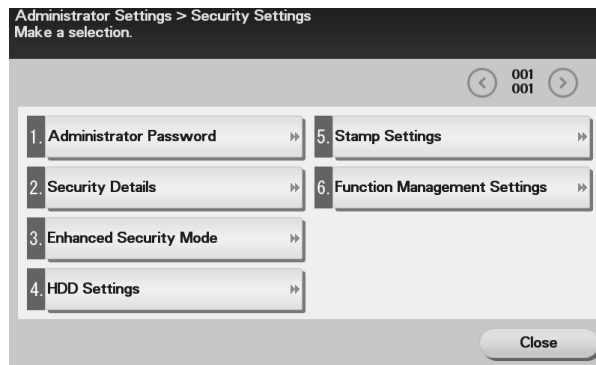 Administrator Settings > Security Settings
Make a selection.
001
001
1. Administrator Password
2. Security Details
3. Enhanced Security Mode
4. HDD Settings
5. Stamp Settings
6. Function Management Settings
Close